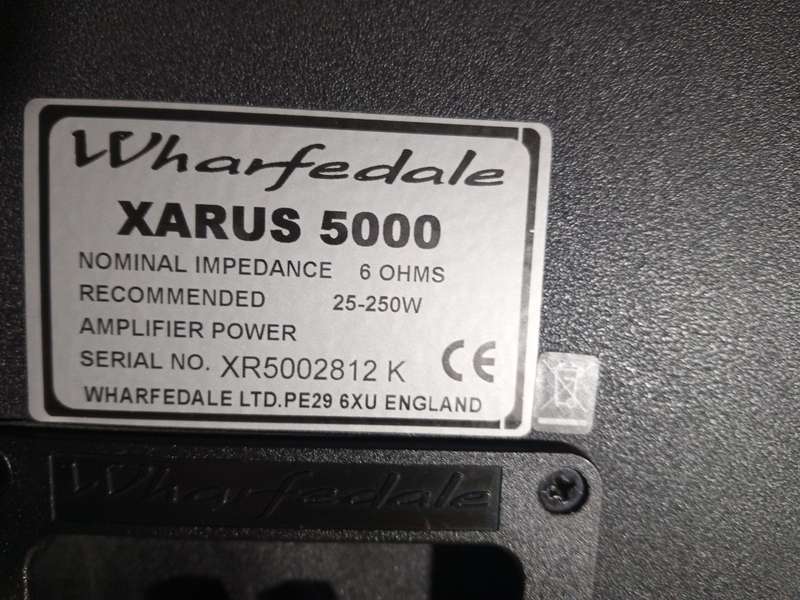 Wharfedale
XARUS 5000
NOMINAL IMPEDANCE 6 OHMS
RECOMMENDED 25-250W
AMPLIFIER POWER
SERIAL NO. XR5002812 K CE
WHARFEDALE LTD.PE29 6XU ENGLAND
Wharfedale